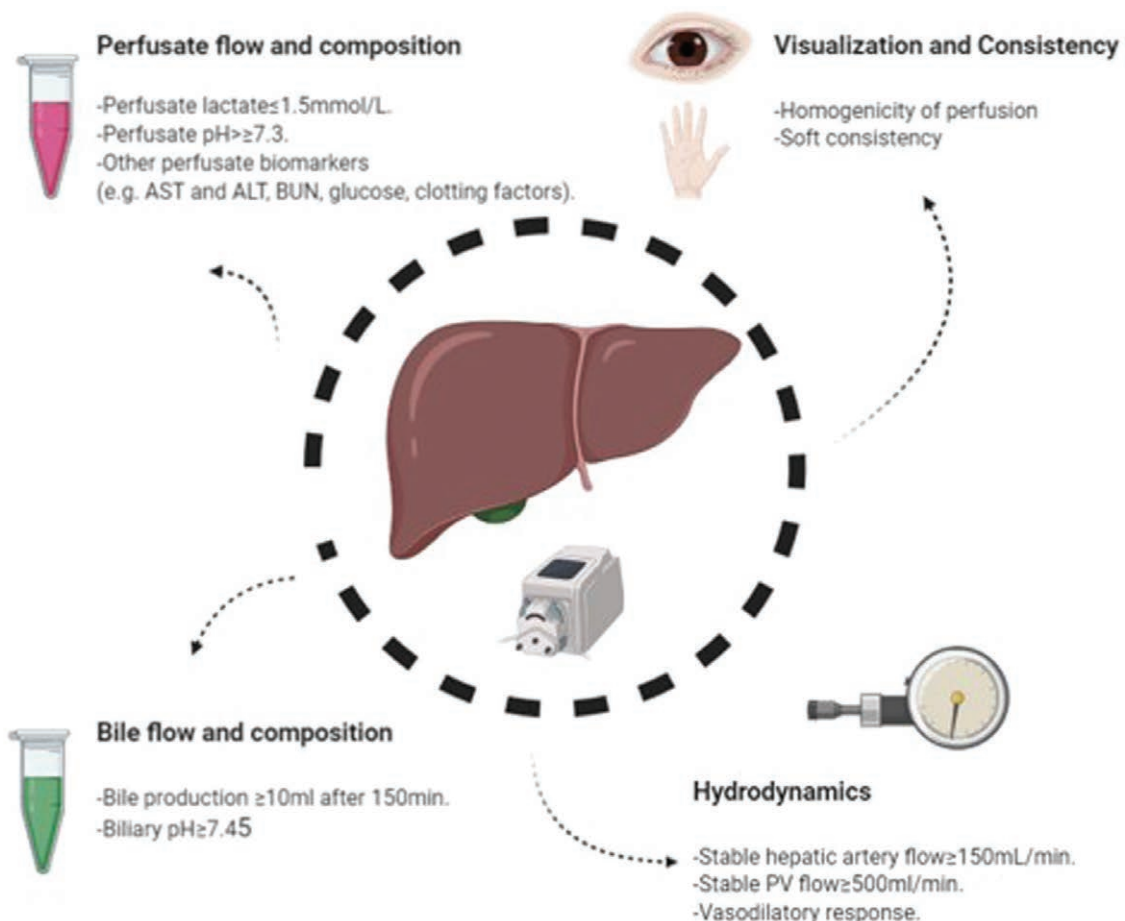 Perfusate flow and composition
-Perfusate lactate≤1.5mmol/L.
-Perfusate pH>≥7.3.
-Other perfusate biomarkers
(e.g. AST and ALT, BUN, glucose, clotting factors).
Visualization and Consistency
-Homogenicity of perfusion
-Soft consistency
Bile flow and composition
-Bile production ≥10ml after 150min.
-Biliary pH≥7.45
Hydrodynamics
-Stable hepatic artery flow≥150mL/min.
-Stable PV flow≥500ml/min.
-Vasodilatory response.